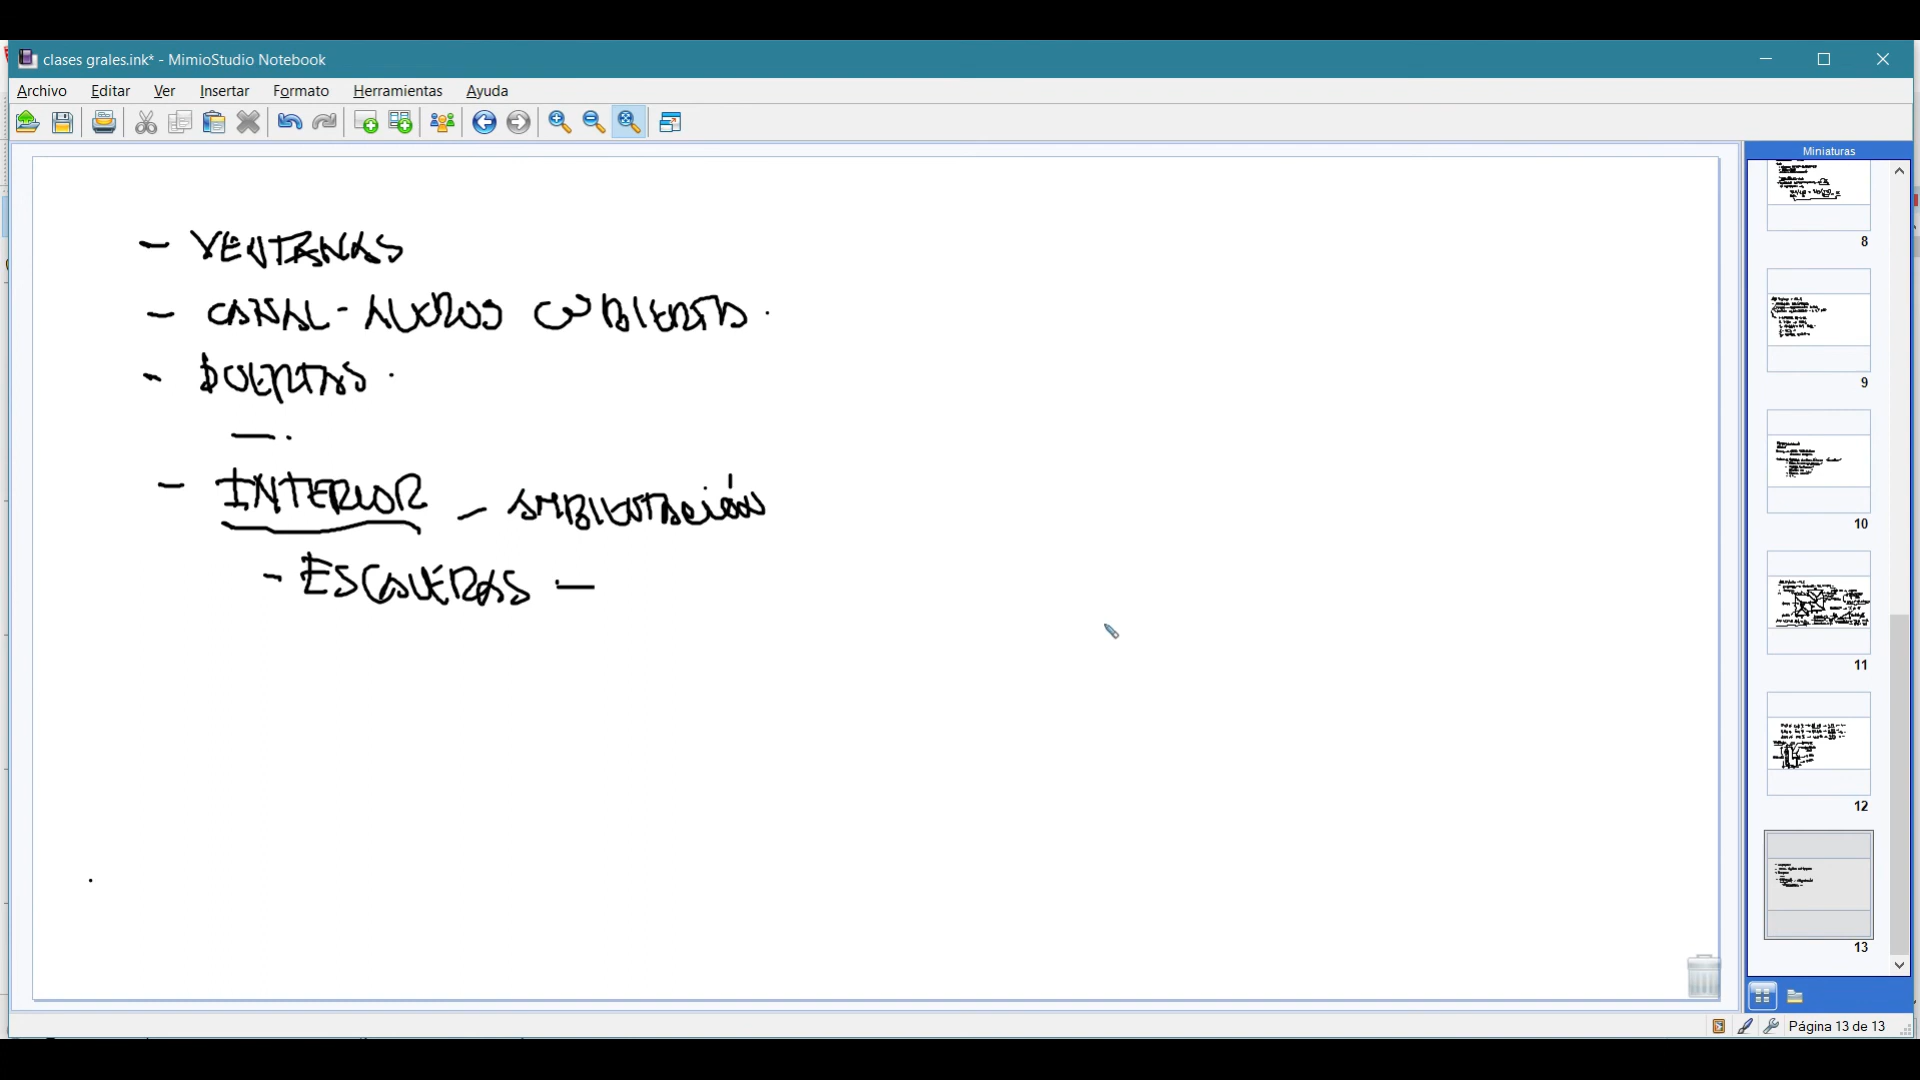 clases grales.ink* - MimioStudio Notebook
Archivo Editar Ver Insertar Formato Herramientas Ayuda
Miniaturas
- VENTANAS
- CANAL - ALEROS CUBIERTA.
- PUERTAS.
—.
- INTERIOR - AMBIENTACIÓN
- ESCALERAS —
8
9
10
11
12
13
Página 13 de 13